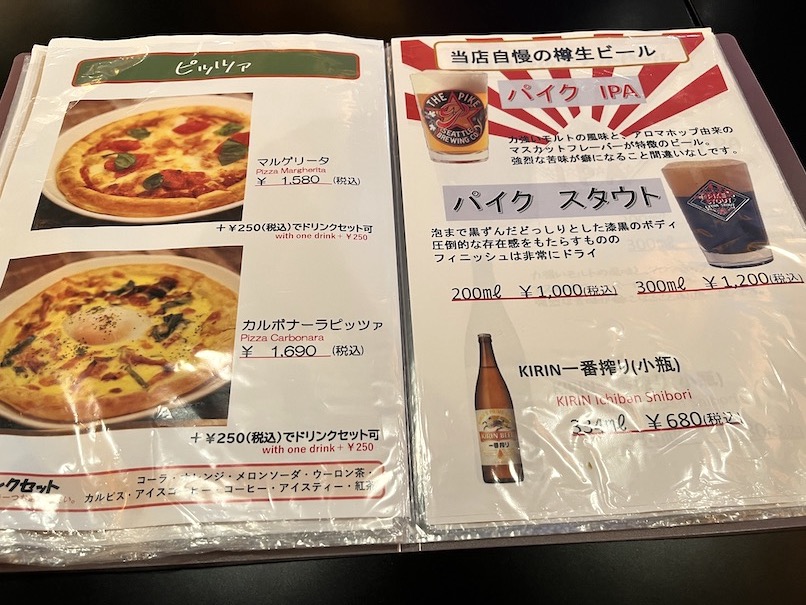 ピッツァ
マルゲリータ
Pizza Margherita
¥ 1,580 (税込)
+¥250(税込)でドリンクセット可
with one drink+¥250
カルボナーラピッツァ
Pizza Carbonara
¥ 1,690 (税込)
+¥250(税込)でドリンクセット可
with one drink+¥250
ンクセット
コーラ・オレンジ・メロンソーダ・ウーロン茶・
カルピス・アイスコーヒー・コーヒー・アイスティー・紅茶
当店自慢の樽生ビール
パイク IPA
THE PIKE
SEATTLE
BREWING CO
力強いモルトの風味と、アロマホップ由来の
マスカットフレーバーが特徴のビール。
強烈な苦味が癖になること間違いなしです。
パイク スタウト
泡まで黒ずんだどっしりとした漆黒のボディ
圧倒的な存在感をもたらすものの
フィニッシュは非常にドライ
200mℓ ¥1,000(税込) 300mℓ ¥1,200(税込)
KIRIN一番搾り(小瓶)
KIRIN Ichiban Shibori
334mℓ ¥680(税込)
KIRIN BEER
一番搾り